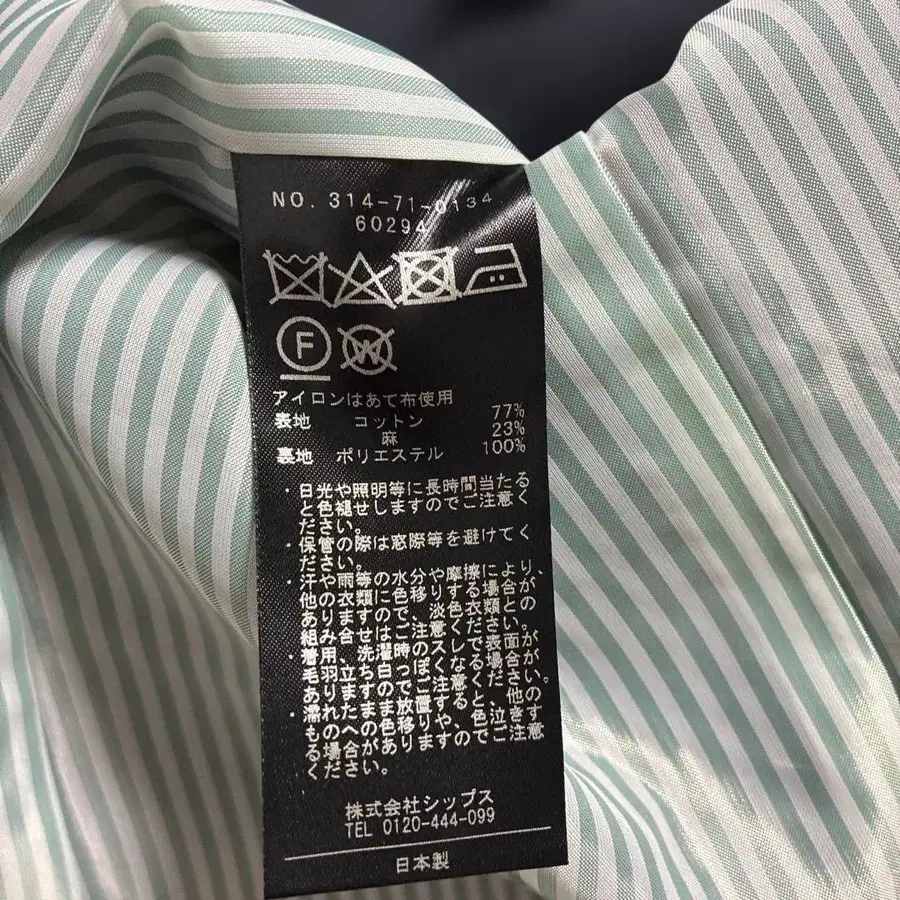 NO. 314-71-0134
60294
F W
アイロンはあて布使用
表地 コットン 77%
麻 23%
裏地 ポリエステル 100%
・日光や照明等に長時間当たる
と色褪せしますのでご注意く
ださい。
・保管の際は窓際等を避けてく
ださい。
・汗や雨等の水分や摩擦により、
他の衣類に色移りする場合が
ありますので、淡色衣類との
組み合せはご注意ください。
・着用、洗濯時のスレで表面が
毛羽立ち白っぽくなる場合が
ありますのでご注意ください。
・濡れたまま放置すると、他の
ものへの色移りや、色泣きす
る場合がありますのでご注意
ください。
株式会社シップス
TEL 0120-444-099
日本製